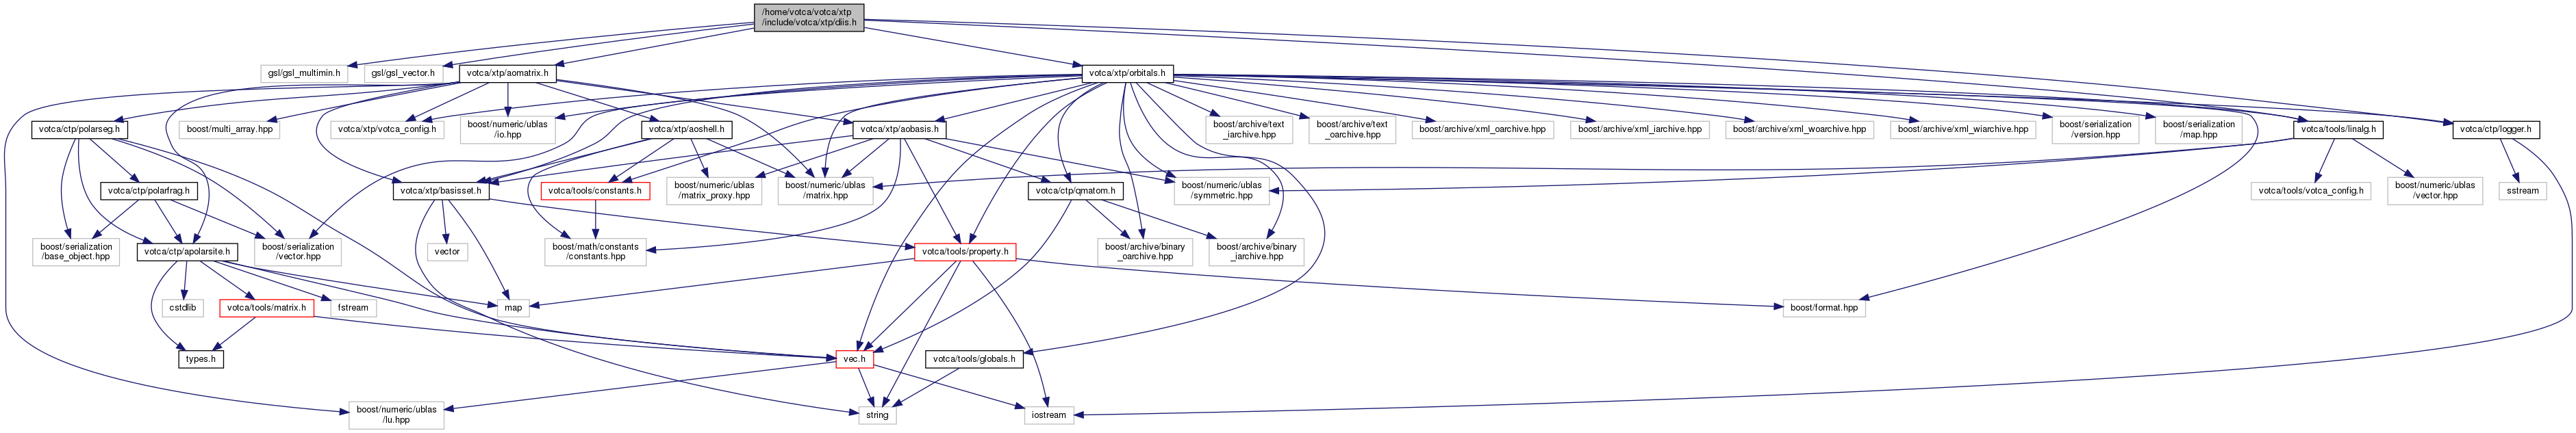 /home/votca/votca/xtp
/include/votca/xtp/diis.h
gsl/gsl_multimin.h
gsl/gsl_vector.h
votca/xtp/aomatrix.h
votca/xtp/orbitals.h
votca/ctp/polarseg.h
boost/multi_array.hpp
votca/xtp/votca_config.h
boost/numeric/ublas
/io.hpp
votca/xtp/aoshell.h
votca/xtp/aobasis.h
boost/archive/text
_iarchive.hpp
boost/archive/text
_oarchive.hpp
boost/archive/xml_oarchive.hpp
boost/archive/xml_iarchive.hpp
boost/archive/xml_woarchive.hpp
boost/archive/xml_wiarchive.hpp
boost/serialization
/version.hpp
boost/serialization
/map.hpp
votca/tools/linalg.h
votca/ctp/logger.h
votca/ctp/polarfrag.h
votca/xtp/basisset.h
votca/tools/constants.h
boost/numeric/ublas
/matrix_proxy.hpp
boost/numeric/ublas
/matrix.hpp
votca/ctp/qmatom.h
boost/numeric/ublas
/symmetric.hpp
votca/tools/votca_config.h
boost/numeric/ublas
/vector.hpp
sstream
boost/serialization
/base_object.hpp
votca/ctp/apolarsite.h
boost/serialization
/vector.hpp
vector
boost/math/constants
/constants.hpp
votca/tools/property.h
boost/archive/binary
_oarchive.hpp
boost/archive/binary
_iarchive.hpp
cstdlib
votca/tools/matrix.h
fstream
map
boost/format.hpp
types.h
vec.h
votca/tools/globals.h
boost/numeric/ublas
/lu.hpp
string
iostream